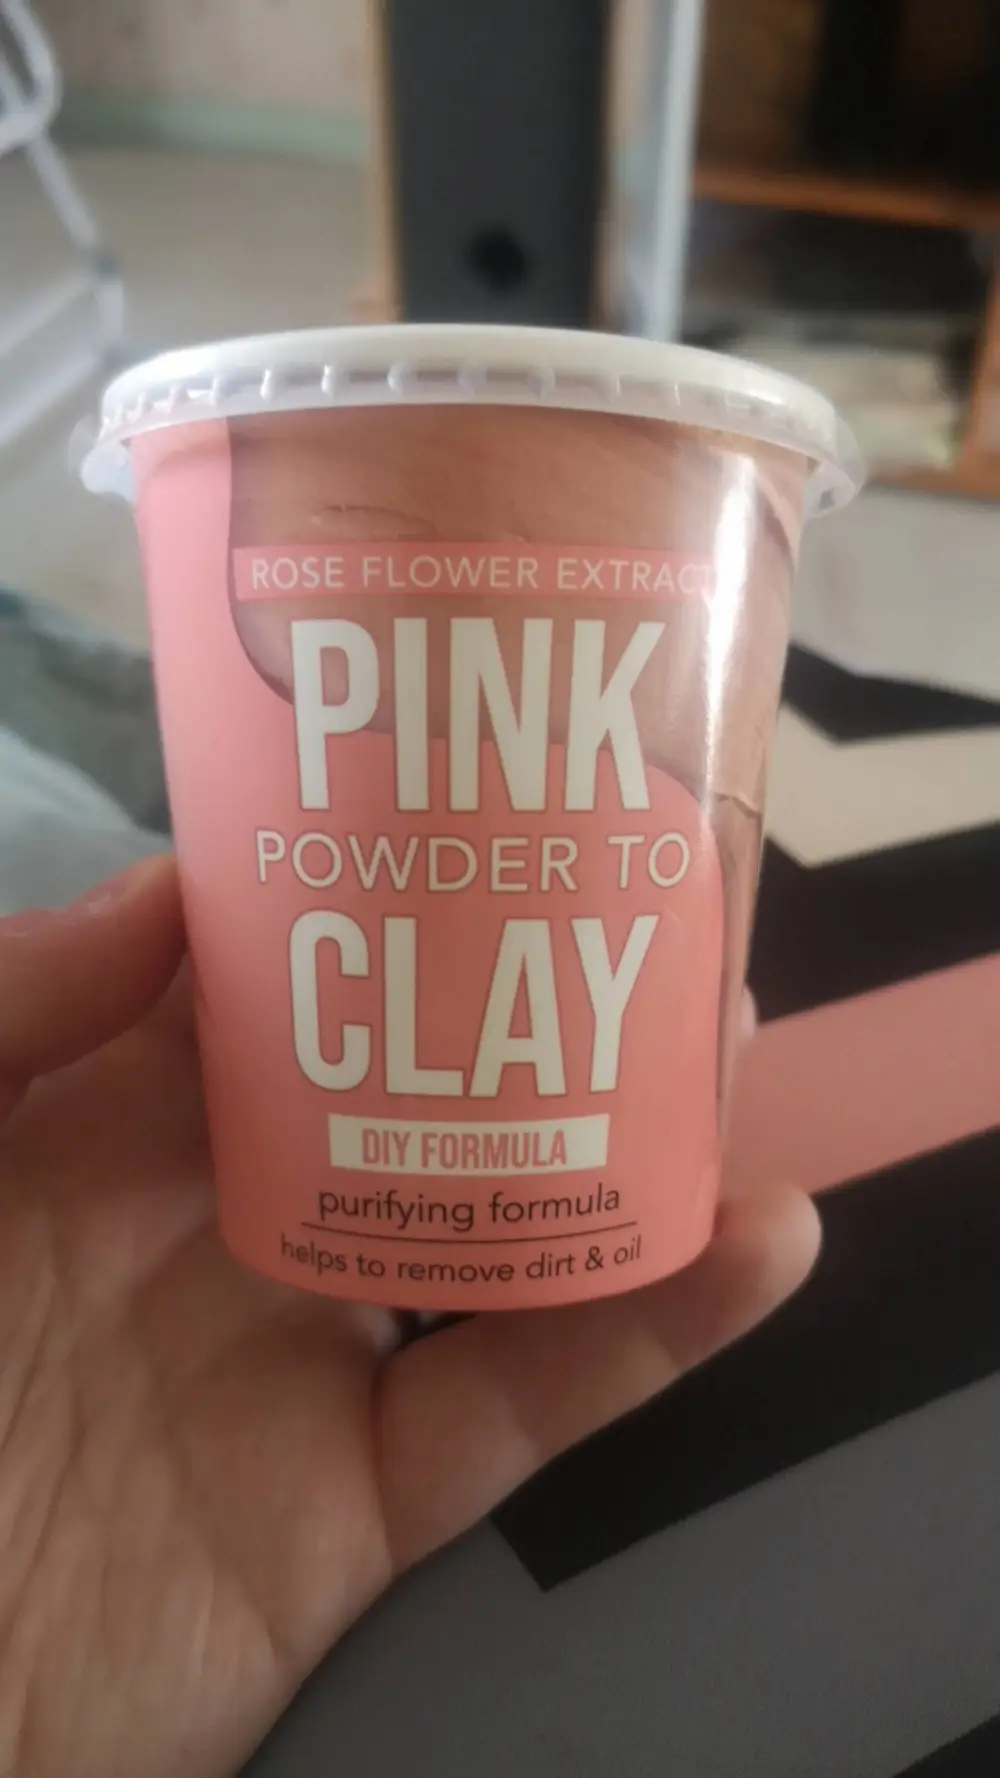 ROSE FLOWER EXTRACT
PINK
POWDER TO
CLAY
DIY FORMULA
purifying formula
helps to remove dirt & oil